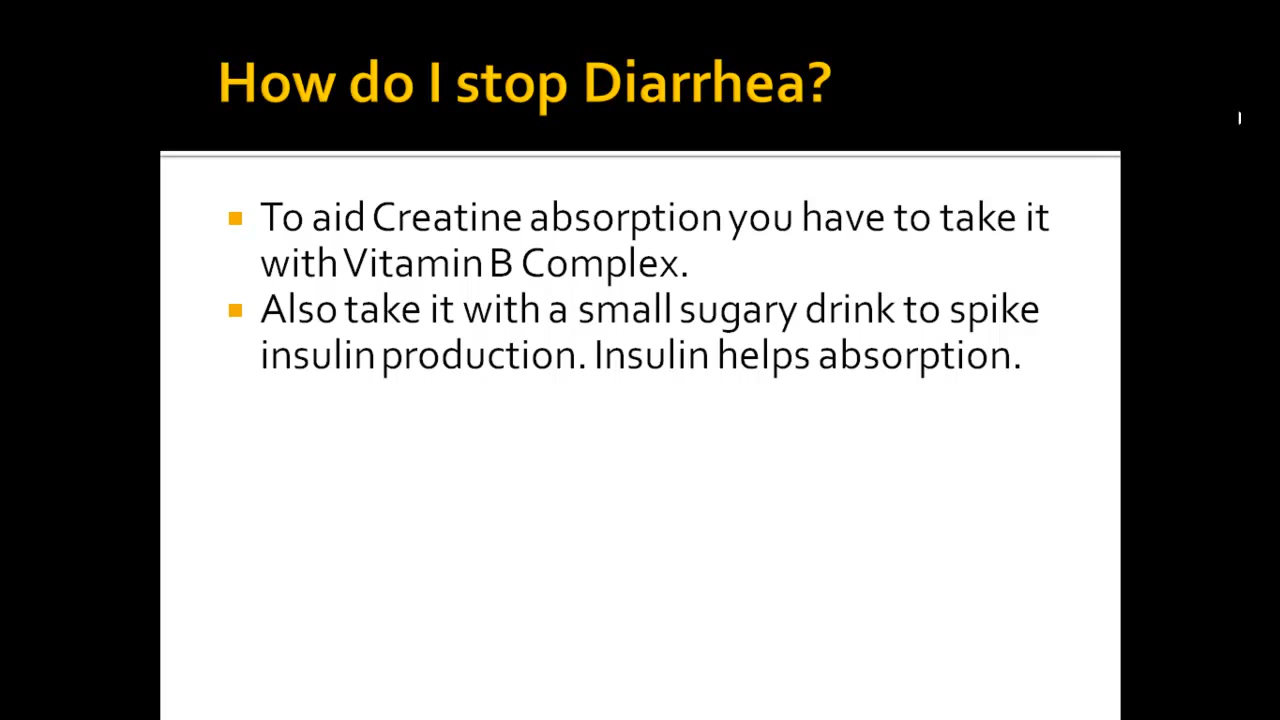 How do I stop Diarrhea?
To aid Creatine absorption you have to take it
with Vitamin B Complex.
Also take it with a small sugary drink to spike
insulin production. Insulin helps absorption.